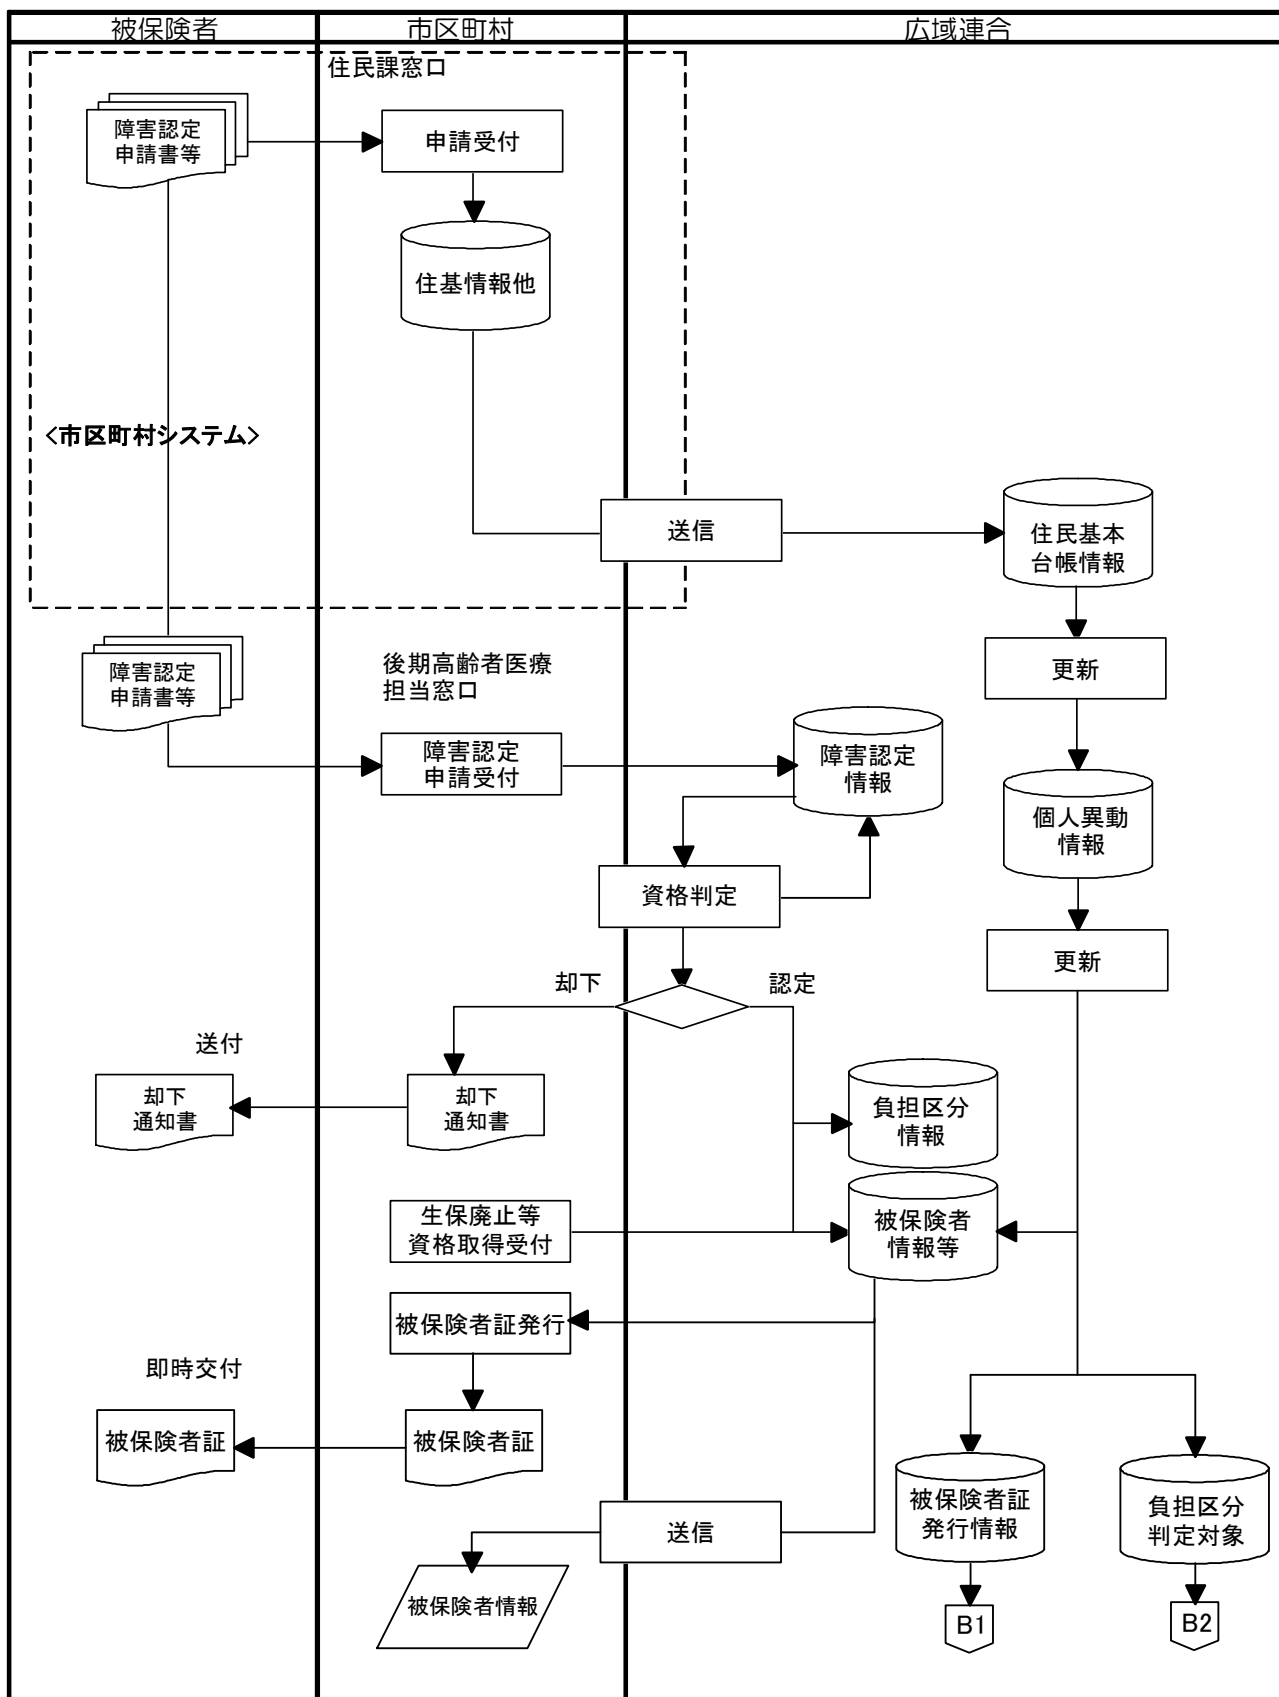 被保険者
市区町村
広域連合
住民課窓口
障害認定
申請書等
申請受付
住基情報他
<市区町村システム>
送信
住民基本
台帳情報
更新
障害認定
申請書等
後期高齢者医療
担当窓口
障害認定
申請受付
障害認定
情報
個人異動
情報
資格判定
更新
却下
認定
送付
却下
通知書
却下
通知書
負担区分
情報
生保廃止等
資格取得受付
被保険者
情報等
被保険者証発行
即時交付
被保険者証
被保険者証
送信
被保険者証
発行情報
負担区分
判定対象
被保険者情報
B1
B2